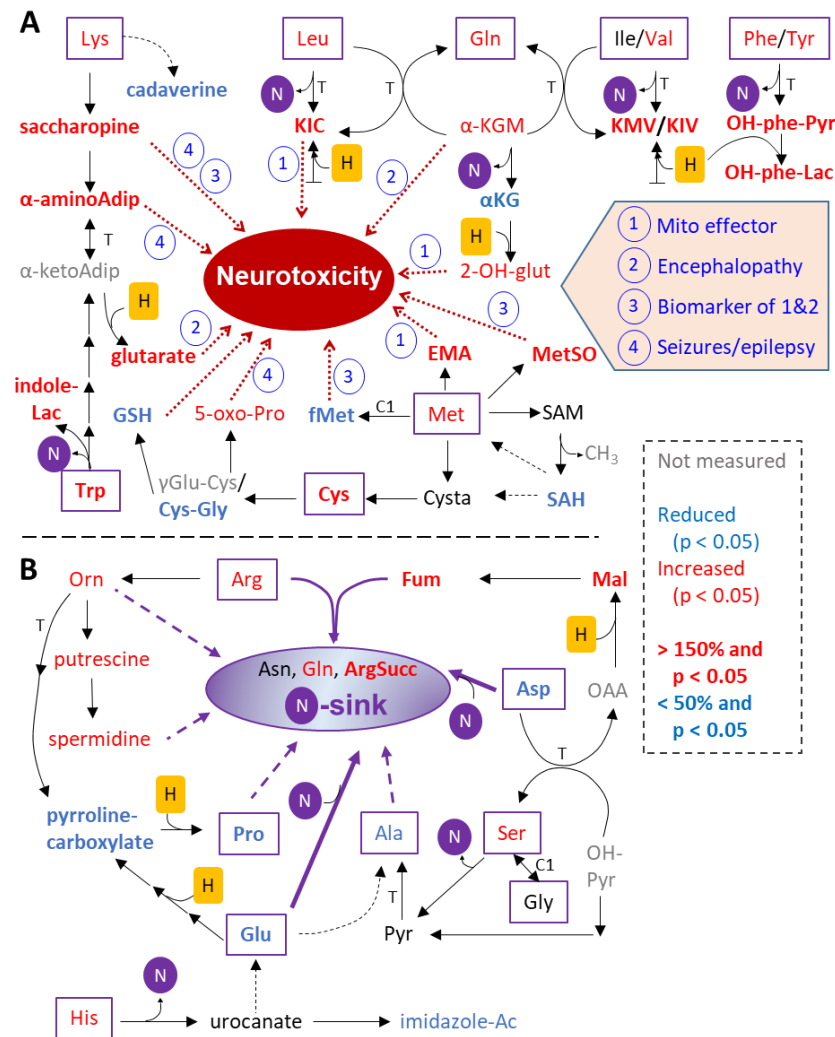 A
Lys
Leu
Gln
Ile/Val
Phe/Tyr
cadaverine
N
T
T
T
N
T
N
T
saccharopine
KIC
α-KGM
KMV/KIV
OH-phe-Pyr
4
3
1
H
2
N
H
OH-phe-Lac
α-aminoAdip
αKG
T
4
H
1
Mito effector
α-ketoAdip
Neurotoxicity
1
2-OH-glut
2
Encephalopathy
H
3
Biomarker of 1&2
glutarate
2
1
3
EMA
MetSO
4
Seizures/epilepsy
indole-
Lac
GSH
4
5-oxo-Pro
3
fMet
C1
Met
SAM
N
CH3
Not measured
Trp
γGlu-Cys/
Cys-Gly
Cys
Cysta
SAH
Reduced
(p < 0.05)
Increased
(p < 0.05)
> 150% and
p < 0.05
< 50% and
p < 0.05
B
Orn
Arg
Fum
Mal
T
H
putrescine
Asn, Gln, ArgSucc
N-sink
Asp
OAA
N
spermidine
T
H
N
pyrroline-
carboxylate
Pro
Ala
N
Ser
OH-
Pyr
C1
H
T
Gly
Glu
Pyr
N
His
urocanate
imidazole-Ac